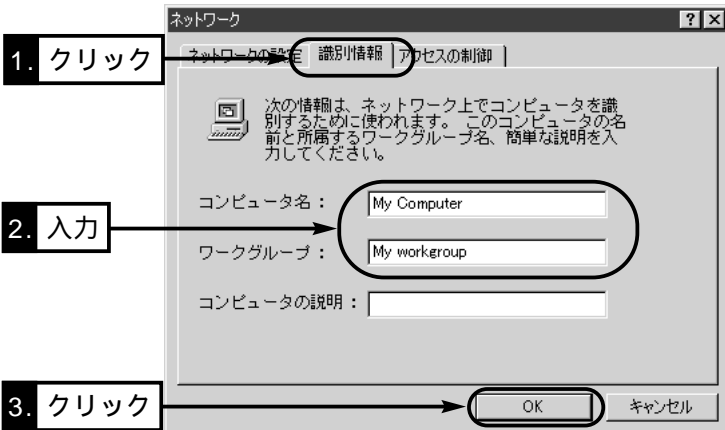 ネットワーク
1. クリック
ネットワークの設定 識別情報 アクセスの制御
次の情報は、ネットワーク上でコンピュータを識
別するために使われます。 このコンピュータの名
前と所属するワークグループ名、簡単な説明を入
力してください。
コンピュータ名： My Computer
2. 入力
ワークグループ： My workgroup
コンピュータの説明：
3. クリック
OK キャンセル